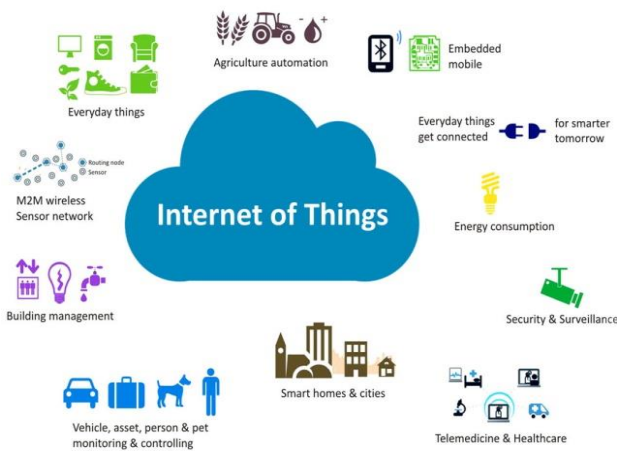 Agriculture automation
Embedded
mobile
Everyday things
Everyday things
get connected
for smarter
tomorrow
Routing node
Sensor
M2M wireless
Sensor network
Internet of Things
Energy consumption
Building management
Security & Surveillance
Smart homes & cities
Vehicle, asset, person & pet
monitoring & controlling
Telemedicine & Healthcare